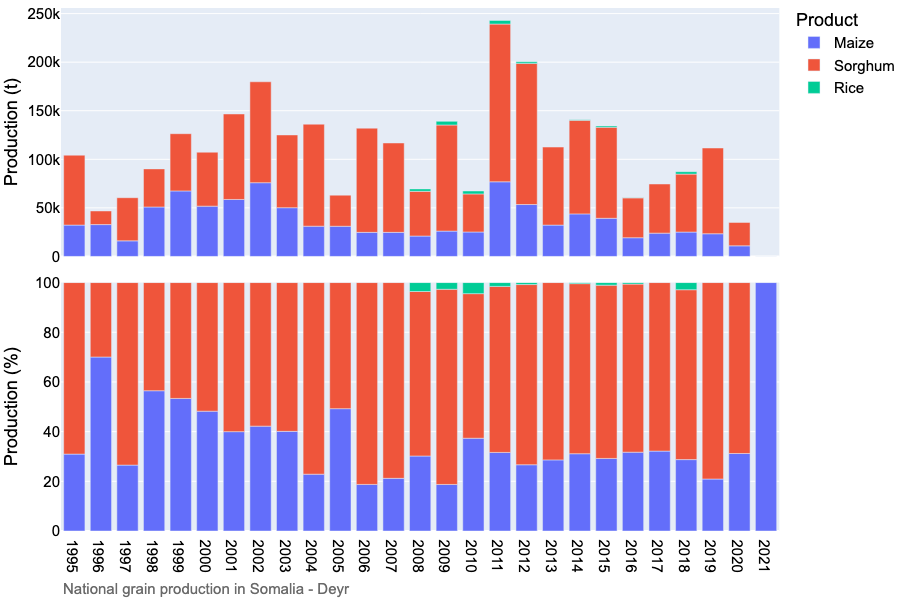 Product
Maize
Sorghum
Rice
Production (t)
250k
200k
150k
100k
50k
0
Production (%)
100
80
60
40
20
0
1995 1996 1997 1998 1999 2000 2001 2002 2003 2004 2005 2006 2007 2008 2009 2010 2011 2012 2013 2014 2015 2016 2017 2018 2019 2020 2021
National grain production in Somalia - Deyr